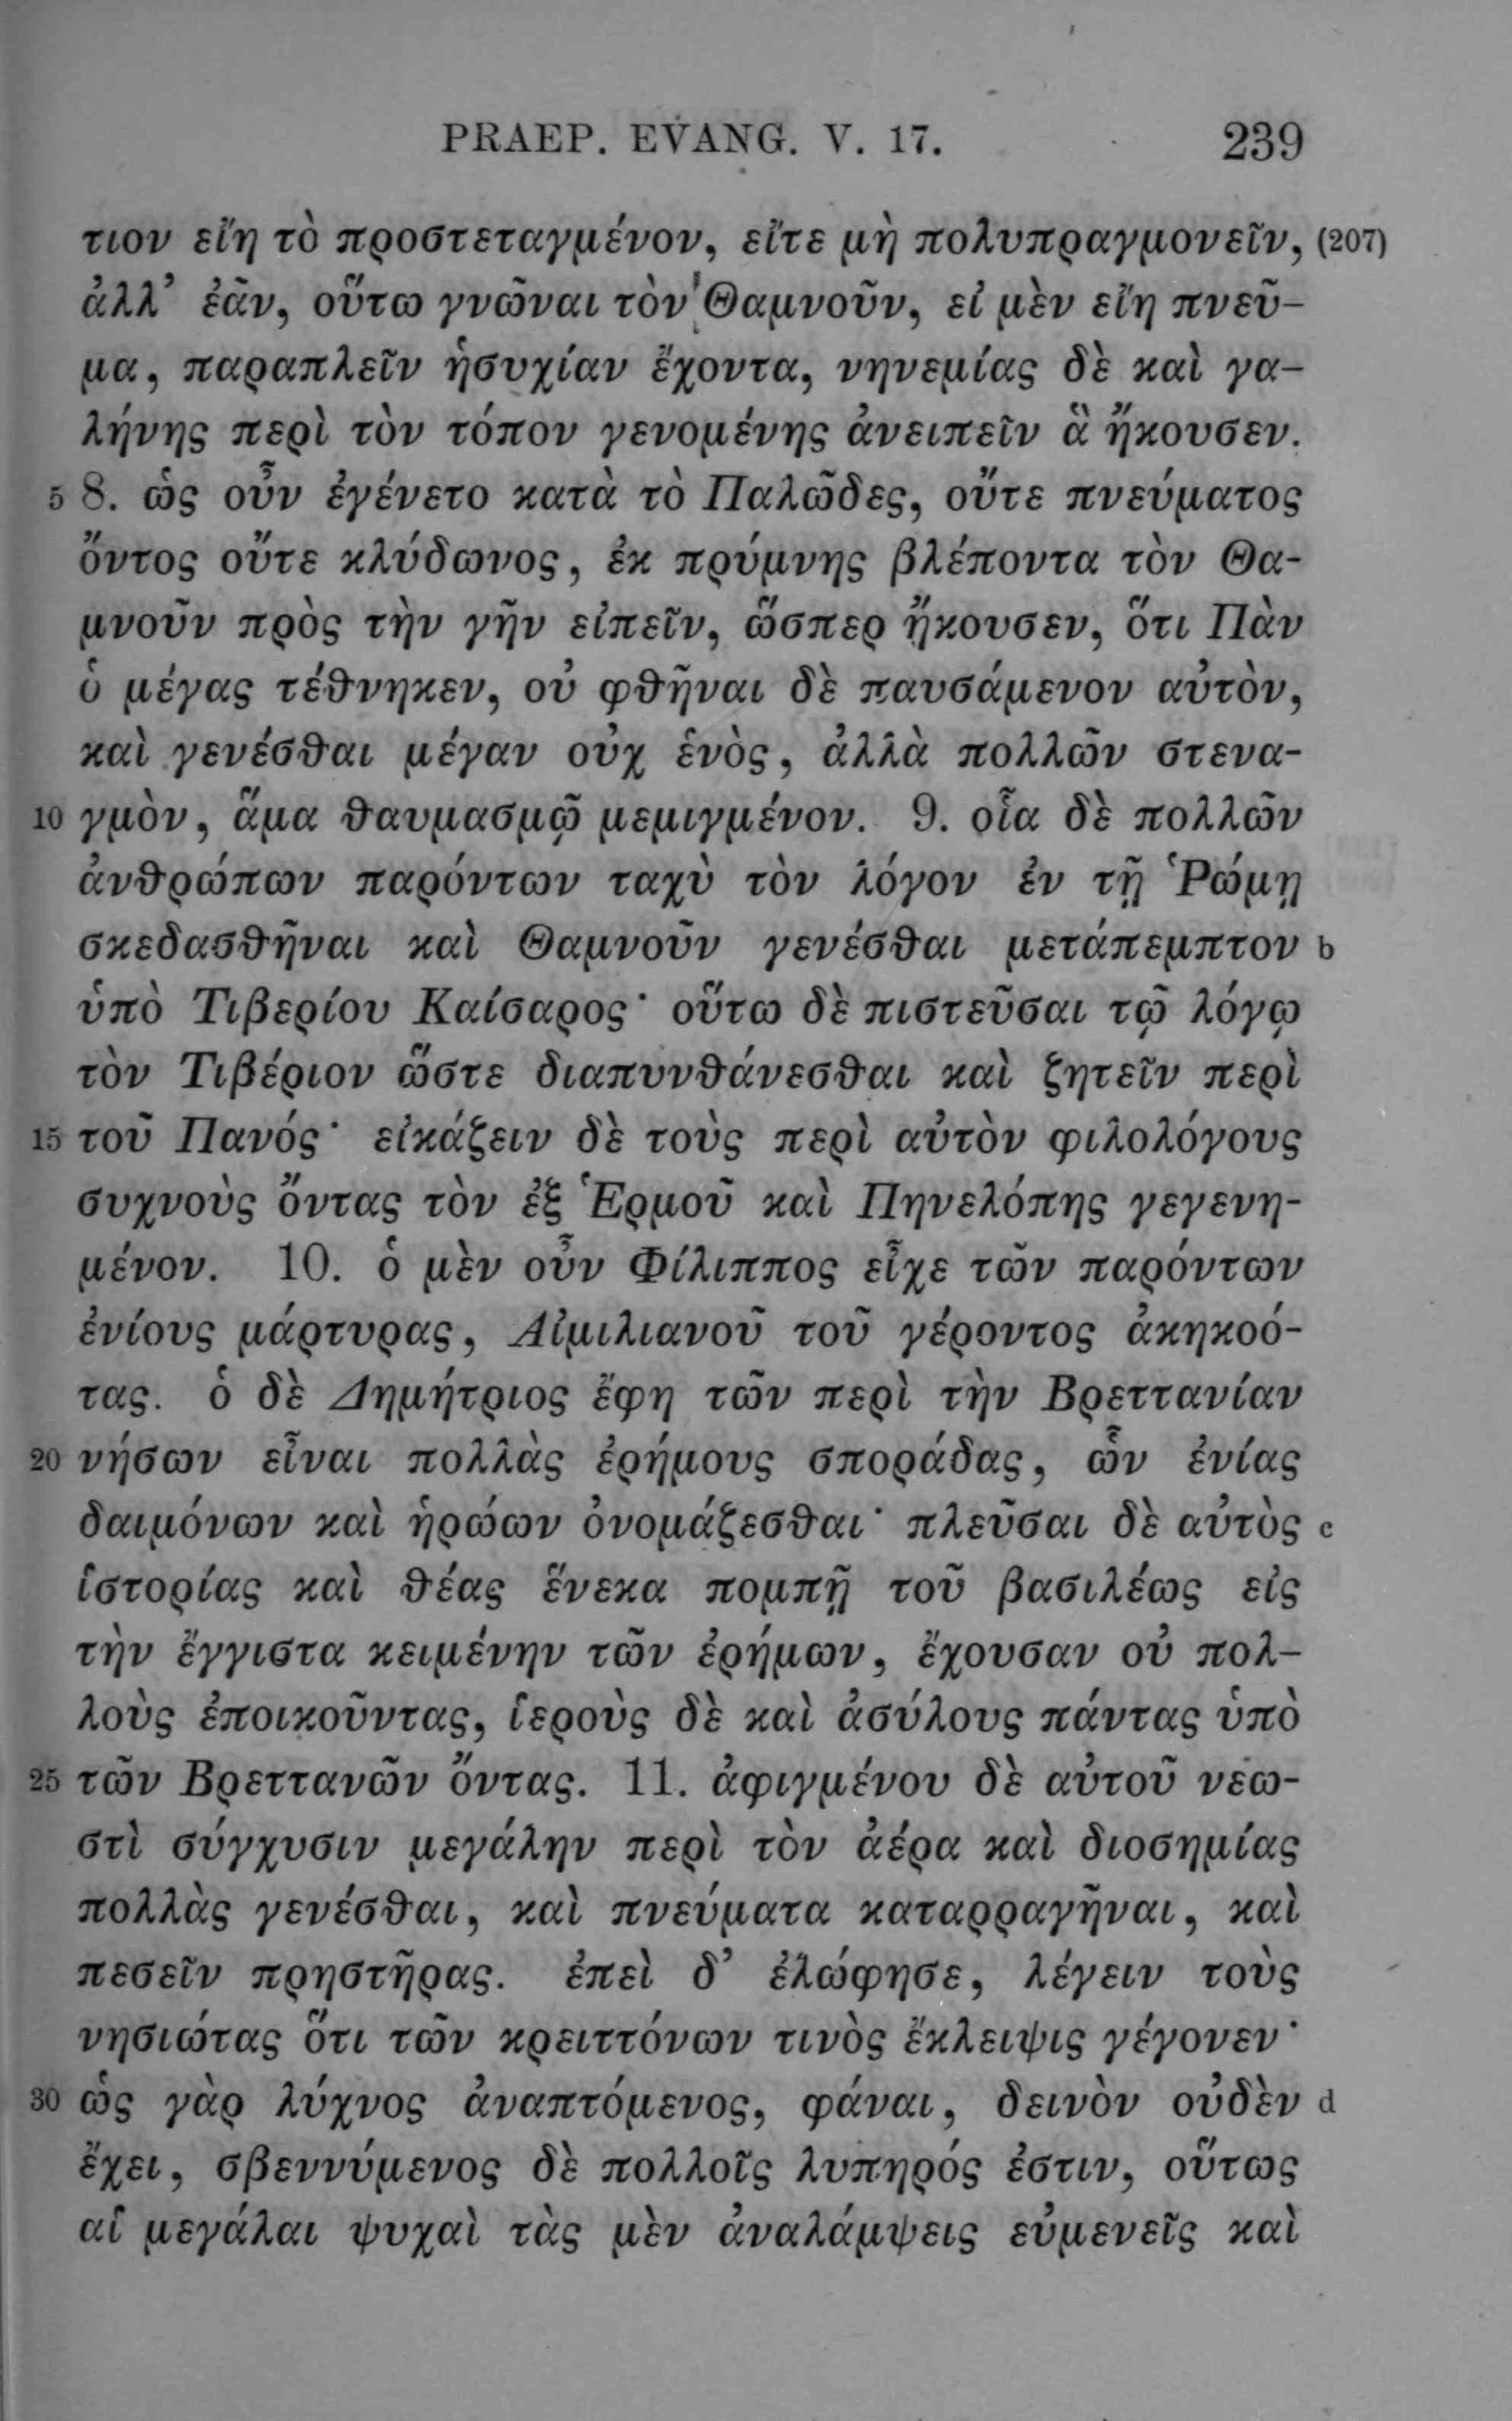 PRAEP. EVANG. V. 17. 239
τιον εἴη τὸ προστεταγμένον, εἴτε μὴ πολυπραγμονεῖν, (207)
ἀλλ’ ἐᾶν, οὕτω γνῶναι τὸν Θαμνοῦν, εἰ μὲν εἴη πνεῦ-
μα, παραπλεῖν ἡσυχίαν ἔχοντα, νηνεμίας δὲ καὶ γα-
λήνης περὶ τὸν τόπον γενομένης ἀνειπεῖν ἃ ἤκουσεν.
5 8. ὡς οὖν ἐγένετο κατὰ τὸ Παλῶδες, οὔτε πνεύματος
ὄντος οὔτε κλύδωνος, ἐκ πρύμνης βλέποντα τὸν Θα-
μνοῦν πρὸς τὴν γῆν εἰπεῖν, ὥσπερ ἤκουσεν, ὅτι Πὰν
ὁ μέγας τέθνηκεν, οὐ φθῆναι δὲ παυσάμενον αὐτὸν,
καὶ γενέσθαι μέγαν οὐχ ἑνὸς, ἀλλὰ πολλῶν στενα-
10 γμὸν, ἅμα θαυμασμῷ μεμιγμένον. 9. οἷα δὲ πολλῶν
ἀνθρώπων παρόντων ταχὺ τὸν λόγον ἐν τῇ Ῥώμῃ
σκεδασθῆναι καὶ Θαμνοῦν γενέσθαι μετάπεμπτον b
ὑπὸ Τιβερίου Καίσαρος· οὕτω δὲ πιστεῦσαι τῷ λόγῳ
τὸν Τιβέριον ὥστε διαπυνθάνεσθαι καὶ ζητεῖν περὶ
15 τοῦ Πανός· εἰκάζειν δὲ τοὺς περὶ αὐτὸν φιλολόγους
συχνοὺς ὄντας τὸν ἐξ Ἑρμοῦ καὶ Πηνελόπης γεγενη-
μένον. 10. ὁ μὲν οὖν Φίλιππος εἶχε τῶν παρόντων
ἐνίους μάρτυρας, Αἰμιλιανοῦ τοῦ γέροντος ἀκηκοό-
τας. ὁ δὲ Δημήτριος ἔφη τῶν περὶ τὴν Βρεττανίαν
20 νήσων εἶναι πολλὰς ἐρήμους σποράδας, ὧν ἐνίας
δαιμόνων καὶ ἡρώων ὀνομάζεσθαι· πλεῦσαι δὲ αὐτὸς c
ἱστορίας καὶ θέας ἕνεκα πομπῇ τοῦ βασιλέως εἰς
τὴν ἔγγιστα κειμένην τῶν ἐρήμων, ἔχουσαν οὐ πολ-
λοὺς ἐποικοῦντας, ἱεροὺς δὲ καὶ ἀσύλους πάντας ὑπὸ
25 τῶν Βρεττανῶν ὄντας. 11. ἀφιγμένου δὲ αὐτοῦ νεω-
στὶ σύγχυσιν μεγάλην περὶ τὸν ἀέρα καὶ διοσημίας
πολλὰς γενέσθαι, καὶ πνεύματα καταρραγῆναι, καὶ
πεσεῖν πρηστῆρας. ἐπεὶ δ’ ἐλώφησε, λέγειν τοὺς
νησιώτας ὅτι τῶν κρειττόνων τινὸς ἔκλειψις γέγονεν·
30 ὡς γὰρ λύχνος ἀναπτόμενος, φάναι, δεινὸν οὐδὲν d
ἔχει, σβεννύμενος δὲ πολλοῖς λυπηρός ἐστιν, οὕτως
αἱ μεγάλαι ψυχαὶ τὰς μὲν ἀναλάμψεις εὐμενεῖς καὶ